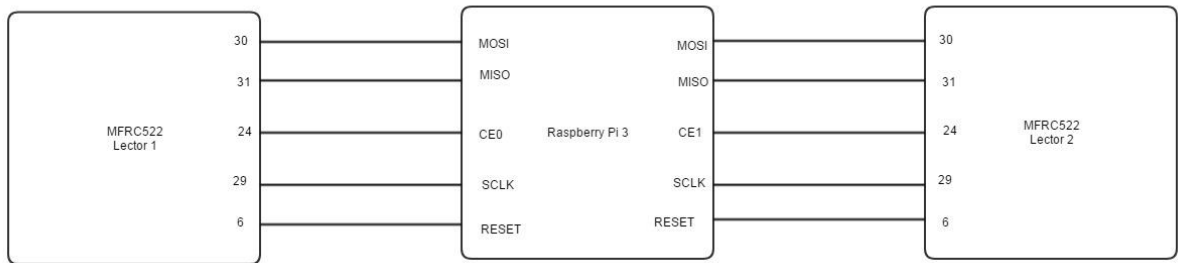 30
31
24
29
6
MFRC522
Lector 1
MOSI
MISO
CE0
SCLK
RESET
Raspberry Pi 3
MOSI
MISO
CE1
SCLK
RESET
30
31
24
29
6
MFRC522
Lector 2